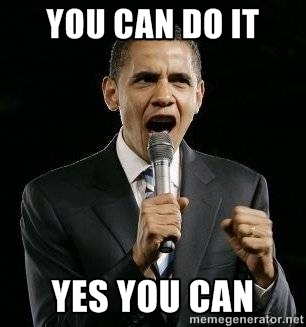 YOU CAN DO IT
YES YOU CAN
memegenerator.net